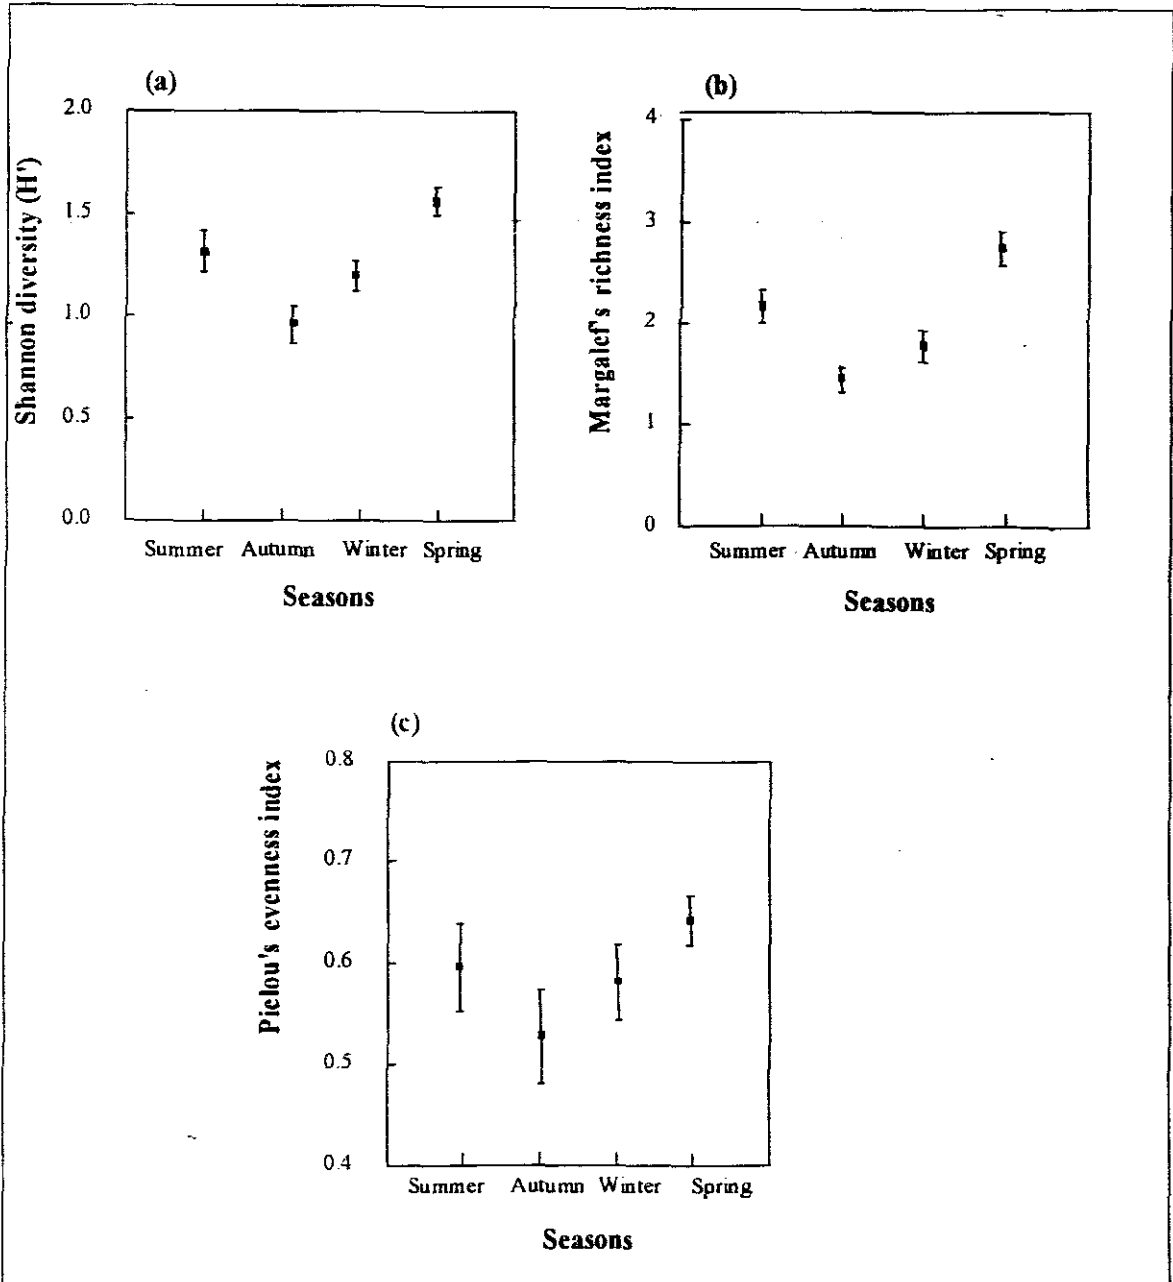 (a)
Shannon diversity (H')
2.0
1.5
1.0
0.5
0.0
Summer Autumn Winter Spring
Seasons
(b)
Margalef's richness index
4
3
2
1
0
Summer Autumn Winter Spring
Seasons
(c)
Pielou's evenness index
0.8
0.7
0.6
0.5
0.4
Summer Autumn Winter Spring
Seasons